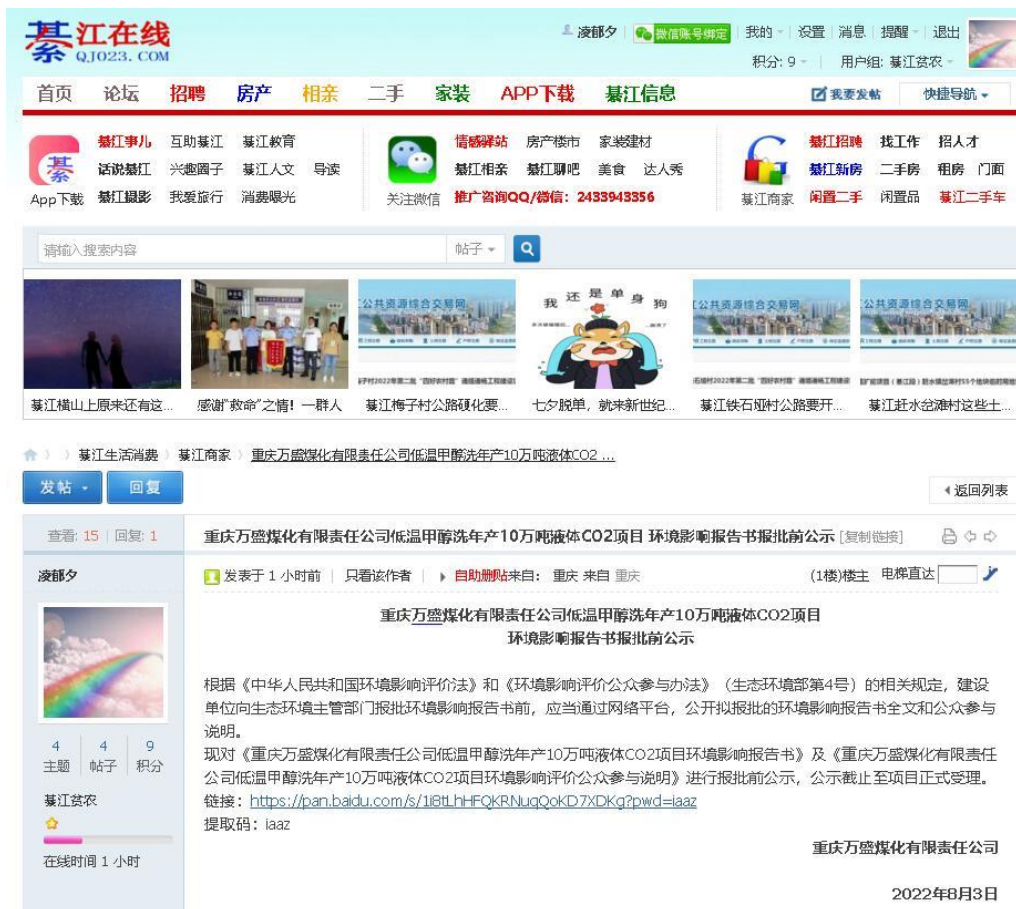 綦江在线
QJ023.COM
凌郁夕 微信账号绑定 我的 设置 消息 提醒 退出
积分: 9 用户组: 綦江贫农
首页 论坛 招聘 房产 相亲 二手 家装 APP下载 綦江信息 我要发帖 快捷导航
綦江事儿 互助綦江 綦江教育
话说綦江 兴趣圈子 綦江人文 导读
App下载 綦江摄影 我爱旅行 消费曝光
情感驿站 房产楼市 家装建材
綦江相亲 綦江聊吧 美食 达人秀
关注微信 推广咨询QQ/微信: 2433943356
綦江招聘 找工作 招人才
綦江新房 二手房 租房 门面
綦江商家 闲置二手 闲置品 綦江二手车
请输入搜索内容 帖子
我还是单身狗
公共资源综合交易网
公共资源综合交易网
公共资源综合交易网
綦江横山上原来还有这... 感谢"救命"之情！一群人 綦江梅子村公路硬化要... 七夕脱单，就来新世纪... 綦江铁石垭村公路要开... 綦江赶水岔滩村这些土...
綦江生活消费 綦江商家 重庆万盛煤化有限责任公司低温甲醇洗年产10万吨液体CO2 ...
发帖 回复 返回列表
查看: 15 回复: 1 重庆万盛煤化有限责任公司低温甲醇洗年产10万吨液体CO2项目 环境影响报告书报批前公示 [复制链接]
凌郁夕 发表于 1 小时前 只看该作者 自助删贴来自： 重庆 来自 重庆 (1楼)楼主 电梯直达
重庆万盛煤化有限责任公司低温甲醇洗年产10万吨液体CO2项目
环境影响报告书报批前公示
根据《中华人民共和国环境影响评价法》和《环境影响评价公众参与办法》（生态环境部第4号）的相关规定，建设
单位向生态环境主管部门报批环境影响报告书前，应当通过网络平台，公开拟报批的环境影响报告书全文和公众参与
说明。
现对《重庆万盛煤化有限责任公司低温甲醇洗年产10万吨液体CO2项目环境影响报告书》及《重庆万盛煤化有限责任
公司低温甲醇洗年产10万吨液体CO2项目环境影响评价公众参与说明》进行报批前公示，公示截止至项目正式受理。
链接：https://pan.baidu.com/s/1i8tLhHFQKRNuqQoKD7XDKg?pwd=iaaz
提取码：iaaz
4 4 9
主题 帖子 积分
綦江贫农
在线时间 1 小时
重庆万盛煤化有限责任公司
2022年8月3日